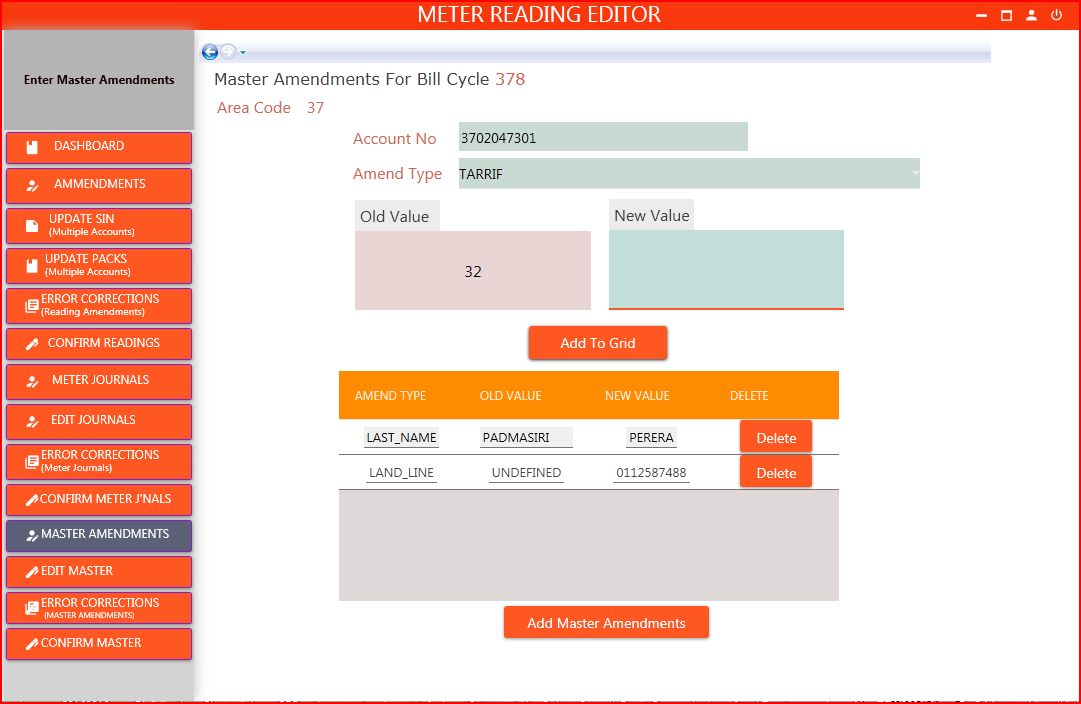 METER READING EDITOR
Enter Master Amendments
DASHBOARD
AMMENDMENTS
UPDATE SIN
(Multiple Accounts)
UPDATE PACKS
(Multiple Accounts)
ERROR CORRECTIONS
(Reading Amendments)
CONFIRM READINGS
METER JOURNALS
EDIT JOURNALS
ERROR CORRECTIONS
(Meter Journals)
CONFIRM METER J'NALS
MASTER AMENDMENTS
EDIT MASTER
ERROR CORRECTIONS
(MASTER AMENDMENTS)
CONFIRM MASTER
Master Amendments For Bill Cycle 378
Area Code 37
Account No 3702047301
Amend Type TARRIF
Old Value New Value
32
Add To Grid
AMEND TYPE OLD VALUE NEW VALUE DELETE
LAST_NAME PADMASIRI PERERA Delete
LAND_LINE UNDEFINED 0112587488 Delete
Add Master Amendments